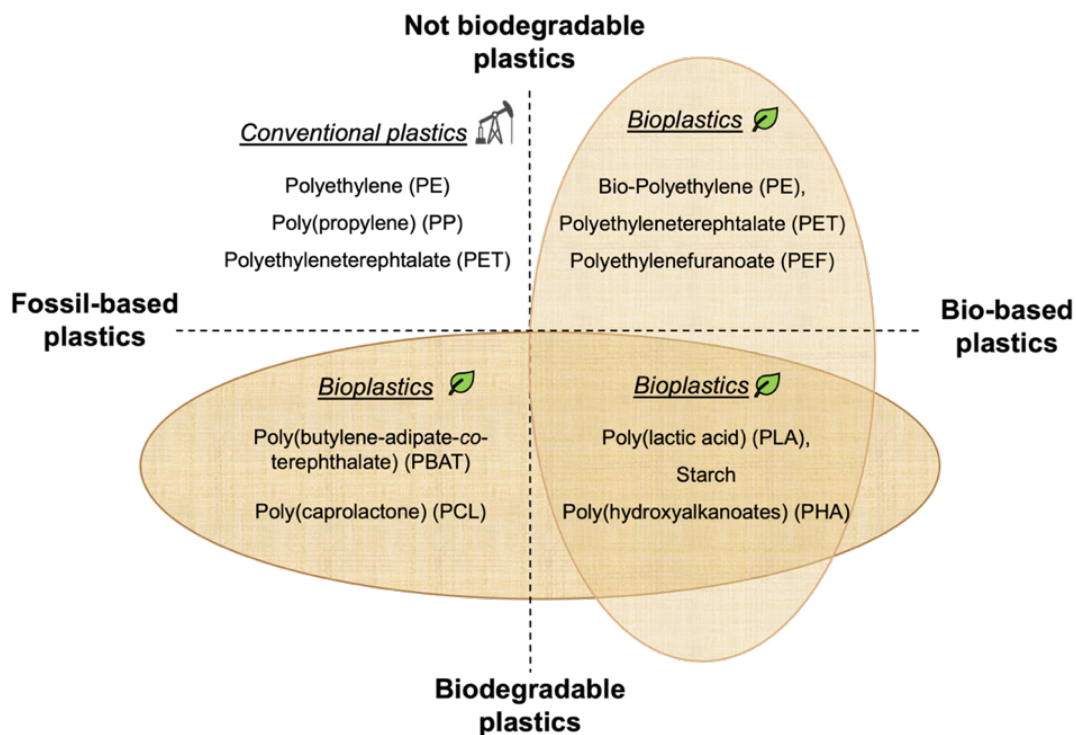 Not biodegradable
plastics
Conventional plastics
Polyethylene (PE)
Poly(propylene) (PP)
Polyethyleneterephtalate (PET)
Bioplastics
Bio-Polyethylene (PE),
Polyethyleneterephtalate (PET)
Polyethylenefuranoate (PEF)
Fossil-based
plastics
Bio-based
plastics
Bioplastics
Poly(butylene-adipate-co-
terephthalate) (PBAT)
Poly(caprolactone) (PCL)
Bioplastics
Poly(lactic acid) (PLA),
Starch
Poly(hydroxyalkanoates) (PHA)
Biodegradable
plastics